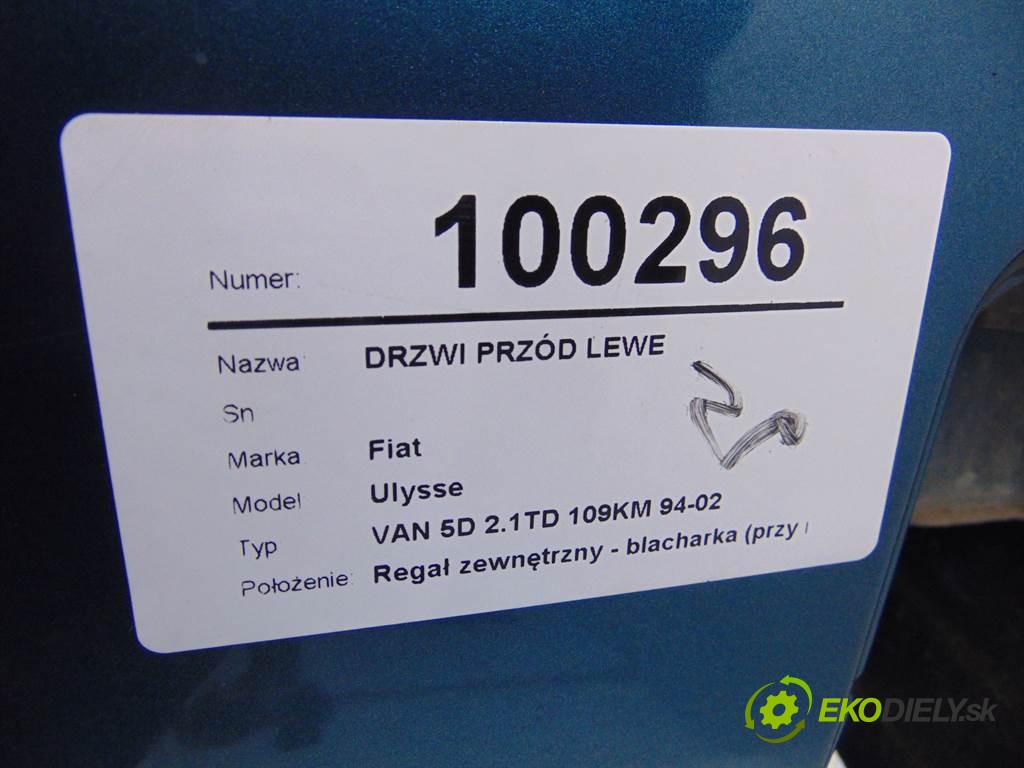 Numer: 100296
Nazwa DRZWI PRZÓD LEWE
Sn
Marka Fiat
Model Ulysse
Typ VAN 5D 2.1TD 109KM 94-02
Położenie: Regał zewnętrzny - blacharka (przy
EKODIELY.sk